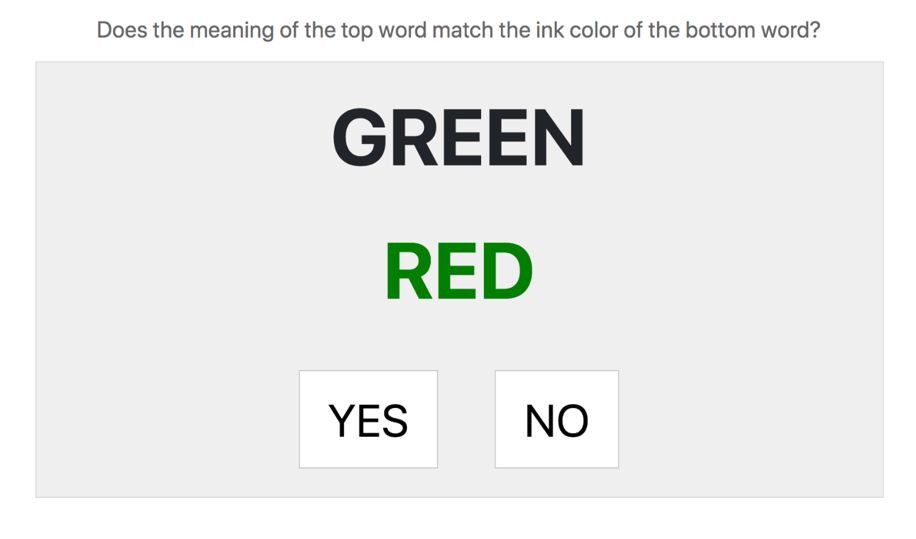 Does the meaning of the top word match the ink color of the bottom word?
GREEN
RED
YES NO